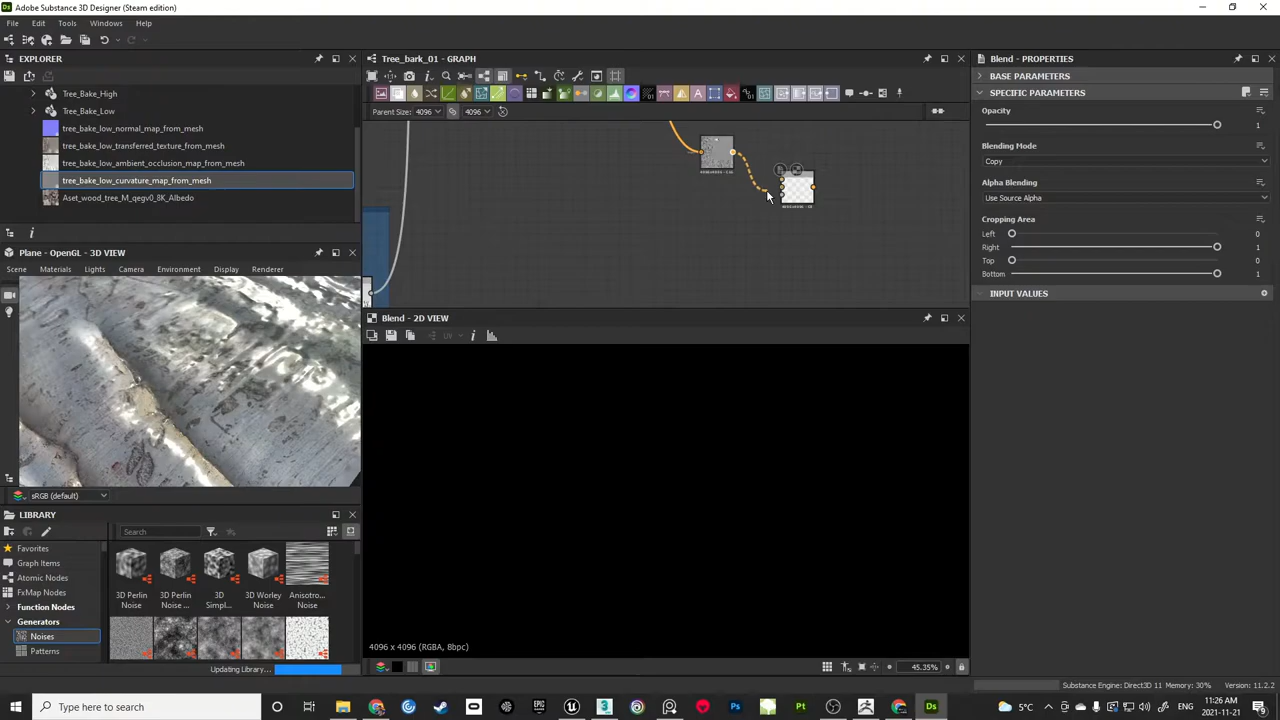 Adobe Substance 3D Designer (Steam edition)
File Edit Tools Windows Help
EXPLORER
Tree_bark_01 - GRAPH
Blend - PROPERTIES
BASE PARAMETERS
Tree_Bake_High
SPECIFIC PARAMETERS
Tree_Bake_Low
Opacity
Parent Size: 4096 4096
1
tree_bake_low_normal_map_from_mesh
tree_bake_low_transferred_texture_from_mesh
Blending Mode
tree_bake_low_ambient_occlusion_map_from_mesh
Copy
tree_bake_low_curvature_map_from_mesh
Alpha Blending
Aset_wood_tree_M_qegv0_8K_Albedo
Use Source Alpha
Cropping Area
Left 0
Right 1
Plane - OpenGL - 3D VIEW
Top 0
Scene Materials Lights Camera Environment Display Renderer
Bottom 1
INPUT VALUES
Blend - 2D VIEW
UV
sRGB (default)
LIBRARY
Search
Favorites
Graph Items
Atomic Nodes
FxMap Nodes
Function Nodes
Generators
Noises
Patterns
3D Perlin Noise
3D Perlin Noise ...
3D Simpl...
3D Worley Noise
Anisotro... Noise
4096 x 4096 (RGBA, 8bpc)
Updating Library...
45.35%
Substance Engine: Direct3D 11 Memory: 30% Version: 11.2.2
Type here to search
5°C
ENG
11:26 AM
2021-11-21